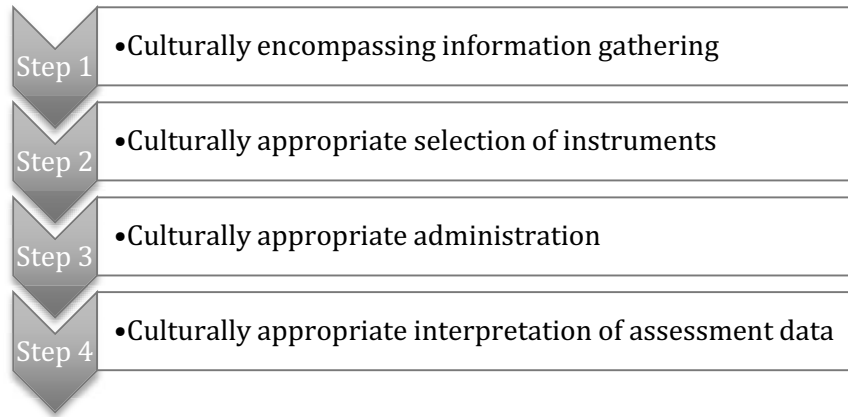 Step 1
•Culturally encompassing information gathering
Step 2
•Culturally appropriate selection of instruments
Step 3
•Culturally appropriate administration
Step 4
•Culturally appropriate interpretation of assessment data